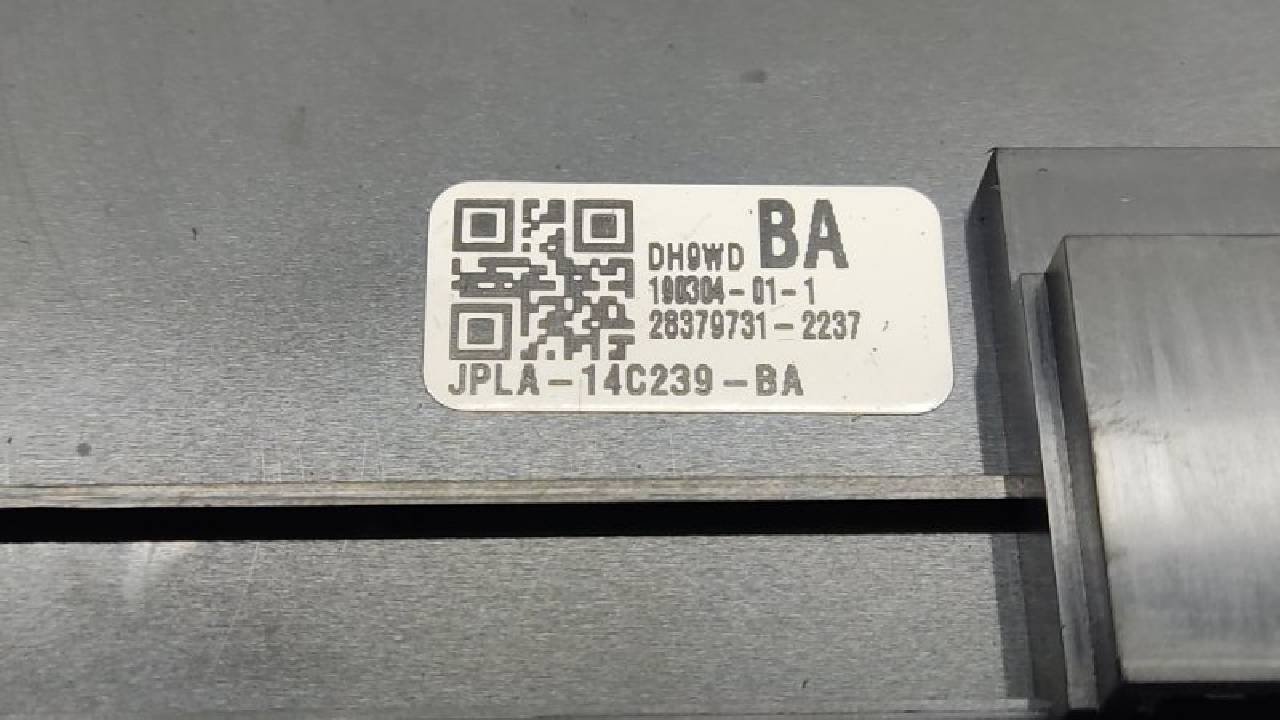 DH9WD BA
190304-01-1
28379731-2237
JPLA-14C239-BA